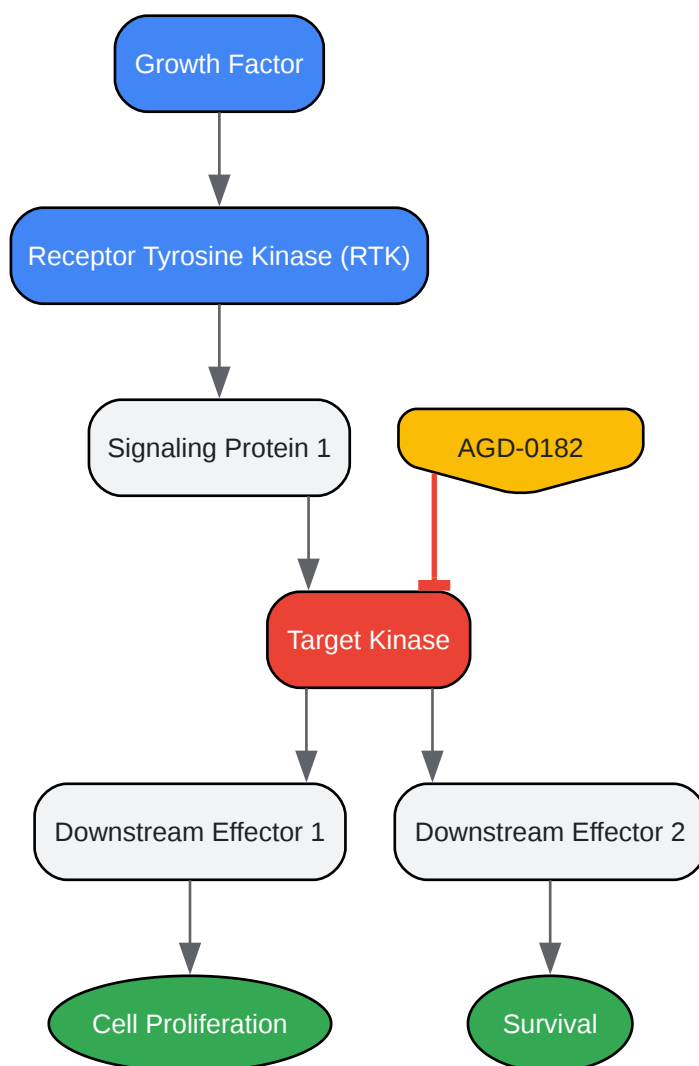 Growth Factor
Receptor Tyrosine Kinase (RTK)
Signaling Protein 1
AGD-0182
Target Kinase
Downstream Effector 1
Downstream Effector 2
Cell Proliferation
Survival